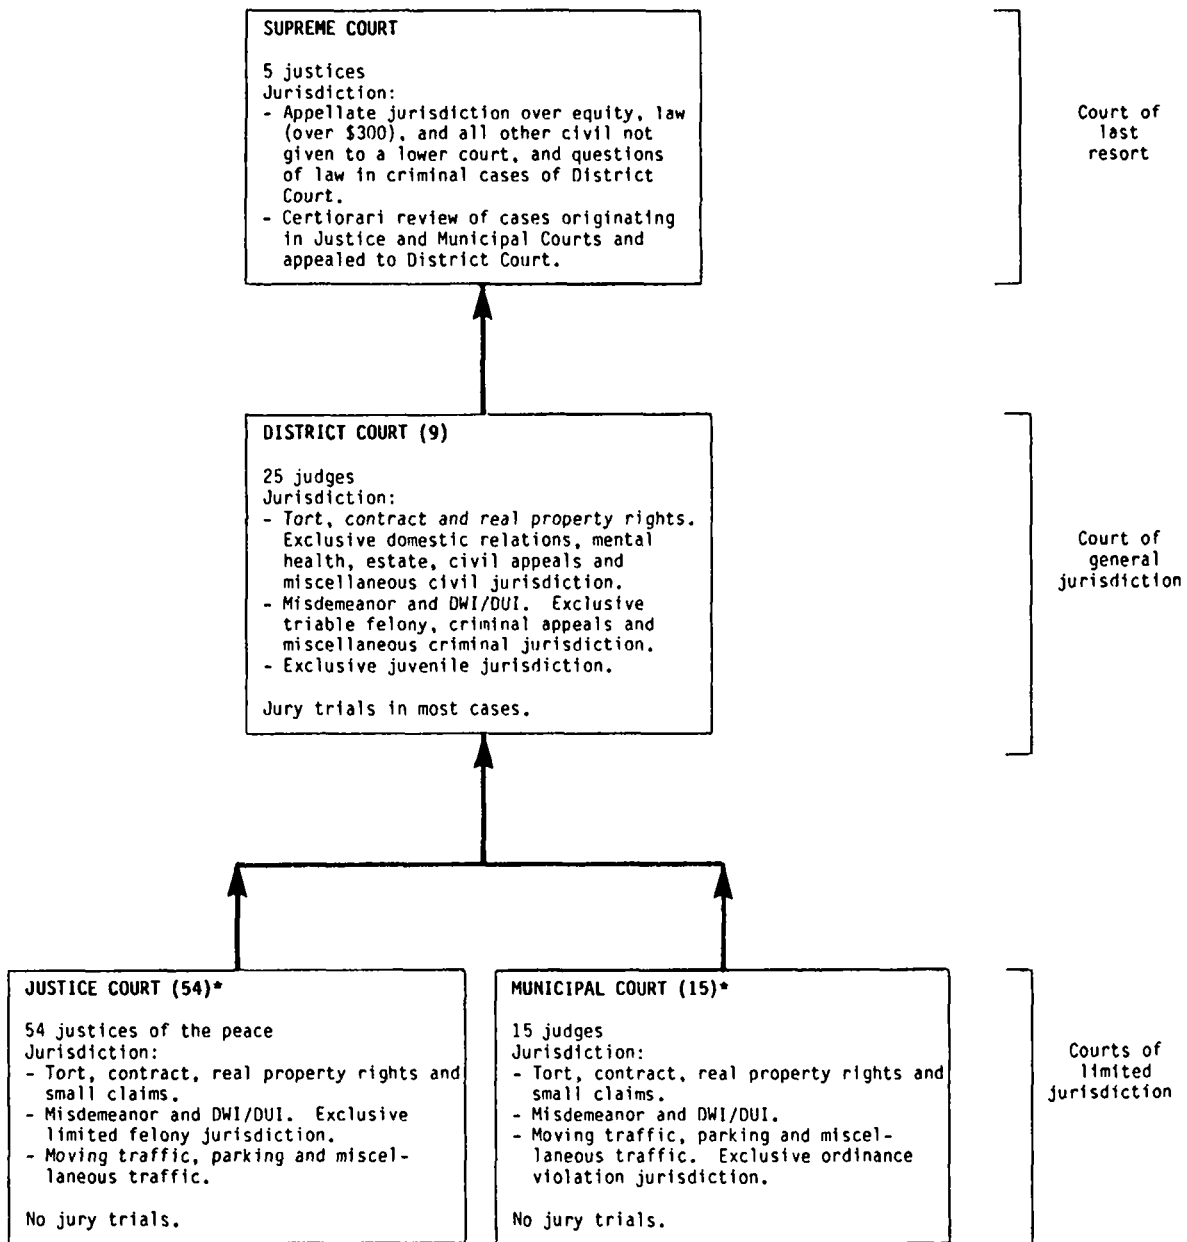 SUPREME COURT
5 justices
Jurisdiction:
- Appellate jurisdiction over equity, law
(over $300), and all other civil not
given to a lower court, and questions
of law in criminal cases of District
Court.
- Certiorari review of cases originating
in Justice and Municipal Courts and
appealed to District Court.
Court of
last
resort
DISTRICT COURT (9)
25 judges
Jurisdiction:
- Tort, contract and real property rights.
Exclusive domestic relations, mental
health, estate, civil appeals and
miscellaneous civil jurisdiction.
- Misdemeanor and DWI/DUI. Exclusive
triable felony, criminal appeals and
miscellaneous criminal jurisdiction.
- Exclusive juvenile jurisdiction.
Jury trials in most cases.
Court of
general
jurisdiction
JUSTICE COURT (54)*
54 justices of the peace
Jurisdiction:
- Tort, contract, real property rights and
small claims.
- Misdemeanor and DWI/DUI. Exclusive
limited felony jurisdiction.
- Moving traffic, parking and miscel-
laneous traffic.
No jury trials.
MUNICIPAL COURT (15)*
15 judges
Jurisdiction:
- Tort, contract, real property rights and
small claims.
- Misdemeanor and DWI/DUI.
- Moving traffic, parking and miscel-
laneous traffic. Exclusive ordinance
violation jurisdiction.
No jury trials.
Courts of
limited
jurisdiction